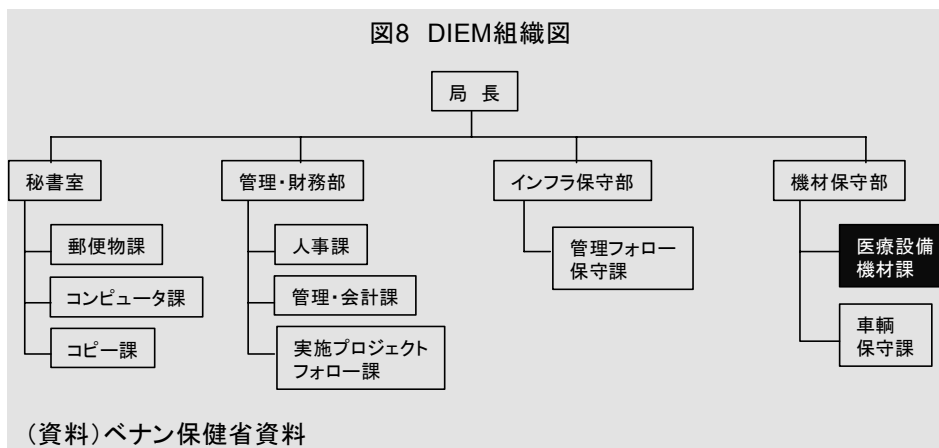 図8 DIEM組織図
局 長
秘書室
管理・財務部
インフラ保守部
機材保守部
郵便物課
コンピュータ課
コピー課
人事課
管理・会計課
実施プロジェクト
フォロー課
管理フォロー
保守課
医療設備
機材課
車輌
保守課
(資料)ベナン保健省資料